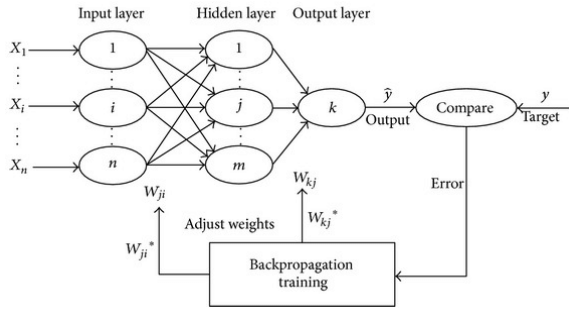 Input layer Hidden layer Output layer
X₁ 1 1
⋮ ⋮ ⋮
Xᵢ i j k ŷ Compare y
Output Target
⋮ ⋮ ⋮
Xₙ n m
Wⱼᵢ Wₖⱼ Error
Adjust weights Wₖⱼ*
Wⱼᵢ*
Backpropagation
training